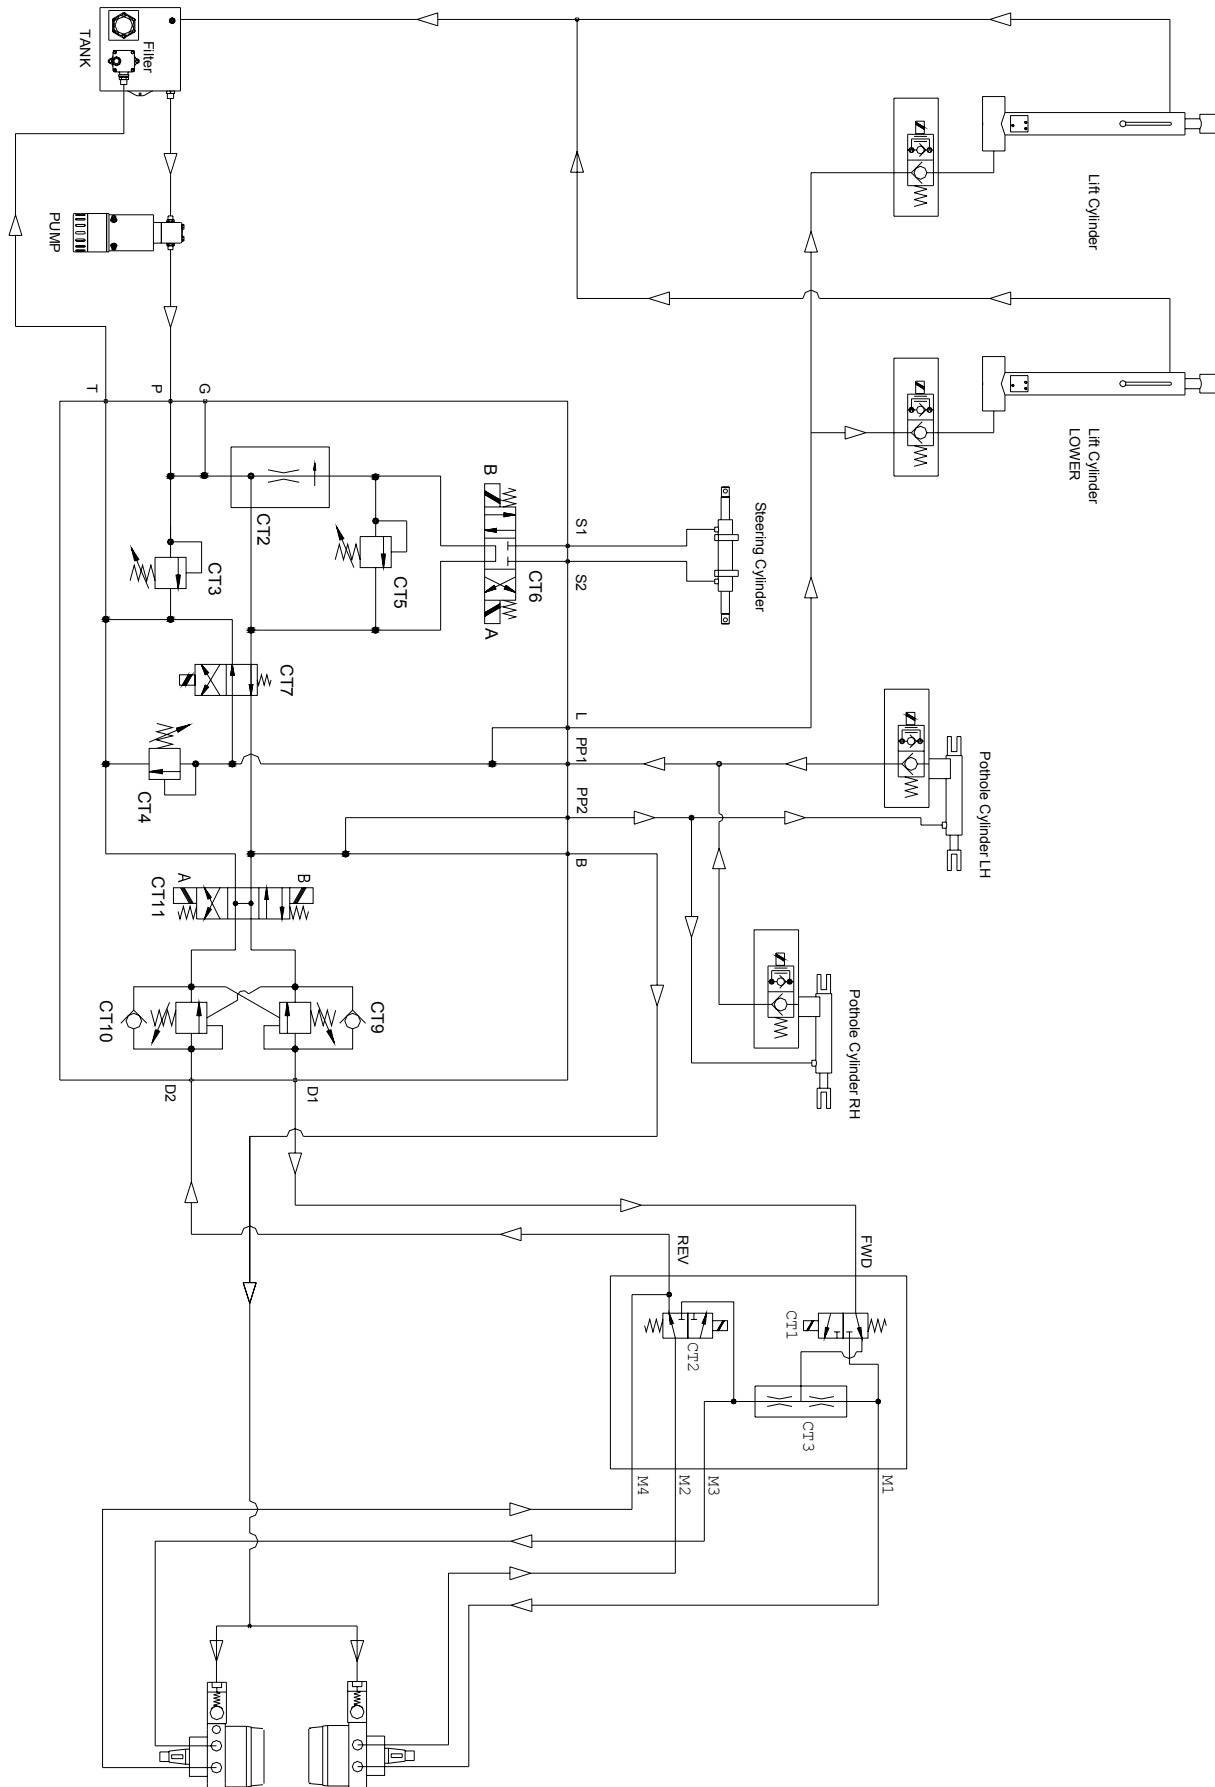 Filter
TANK
PUMP
Lift Cylinder
Lift Cylinder
LOWER
T
P
G
CT2
CT3
CT5
B
CT6
A
S1
S2
Steering Cylinder
CT7
CT4
L
PP1
PP2
B
Pothole Cylinder LH
Pothole Cylinder RH
A
B
CT11
CT10
CT9
D2
D1
REV
FWD
CT1
CT2
CT3
M4
M2
M3
M1